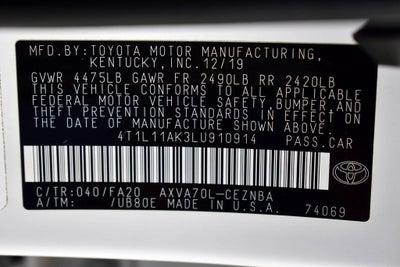 MFD.BY:TOYOTA MOTOR MANUFACTURING,
KENTUCKY,INC.12/19
GVWR 4475LB GAWR FR 2490LB RR 2420LB
THIS VEHICLE CONFORMS TO ALL APPLICABLE
FEDERAL MOTOR VEHICLE SAFETY,BUMPER,AND
THEFT PREVENTION STANDARDS IN EFFECT ON
THE DATE OF MANUFACTURE SHOWN ABOVE.
4T1L11AK3LU910914 PASS.CAR
C/TR:040/FA20 AXVA70L-CEZNBA
A/TM: /UB80E MADE IN U.S.A. 74069
TOYOTA